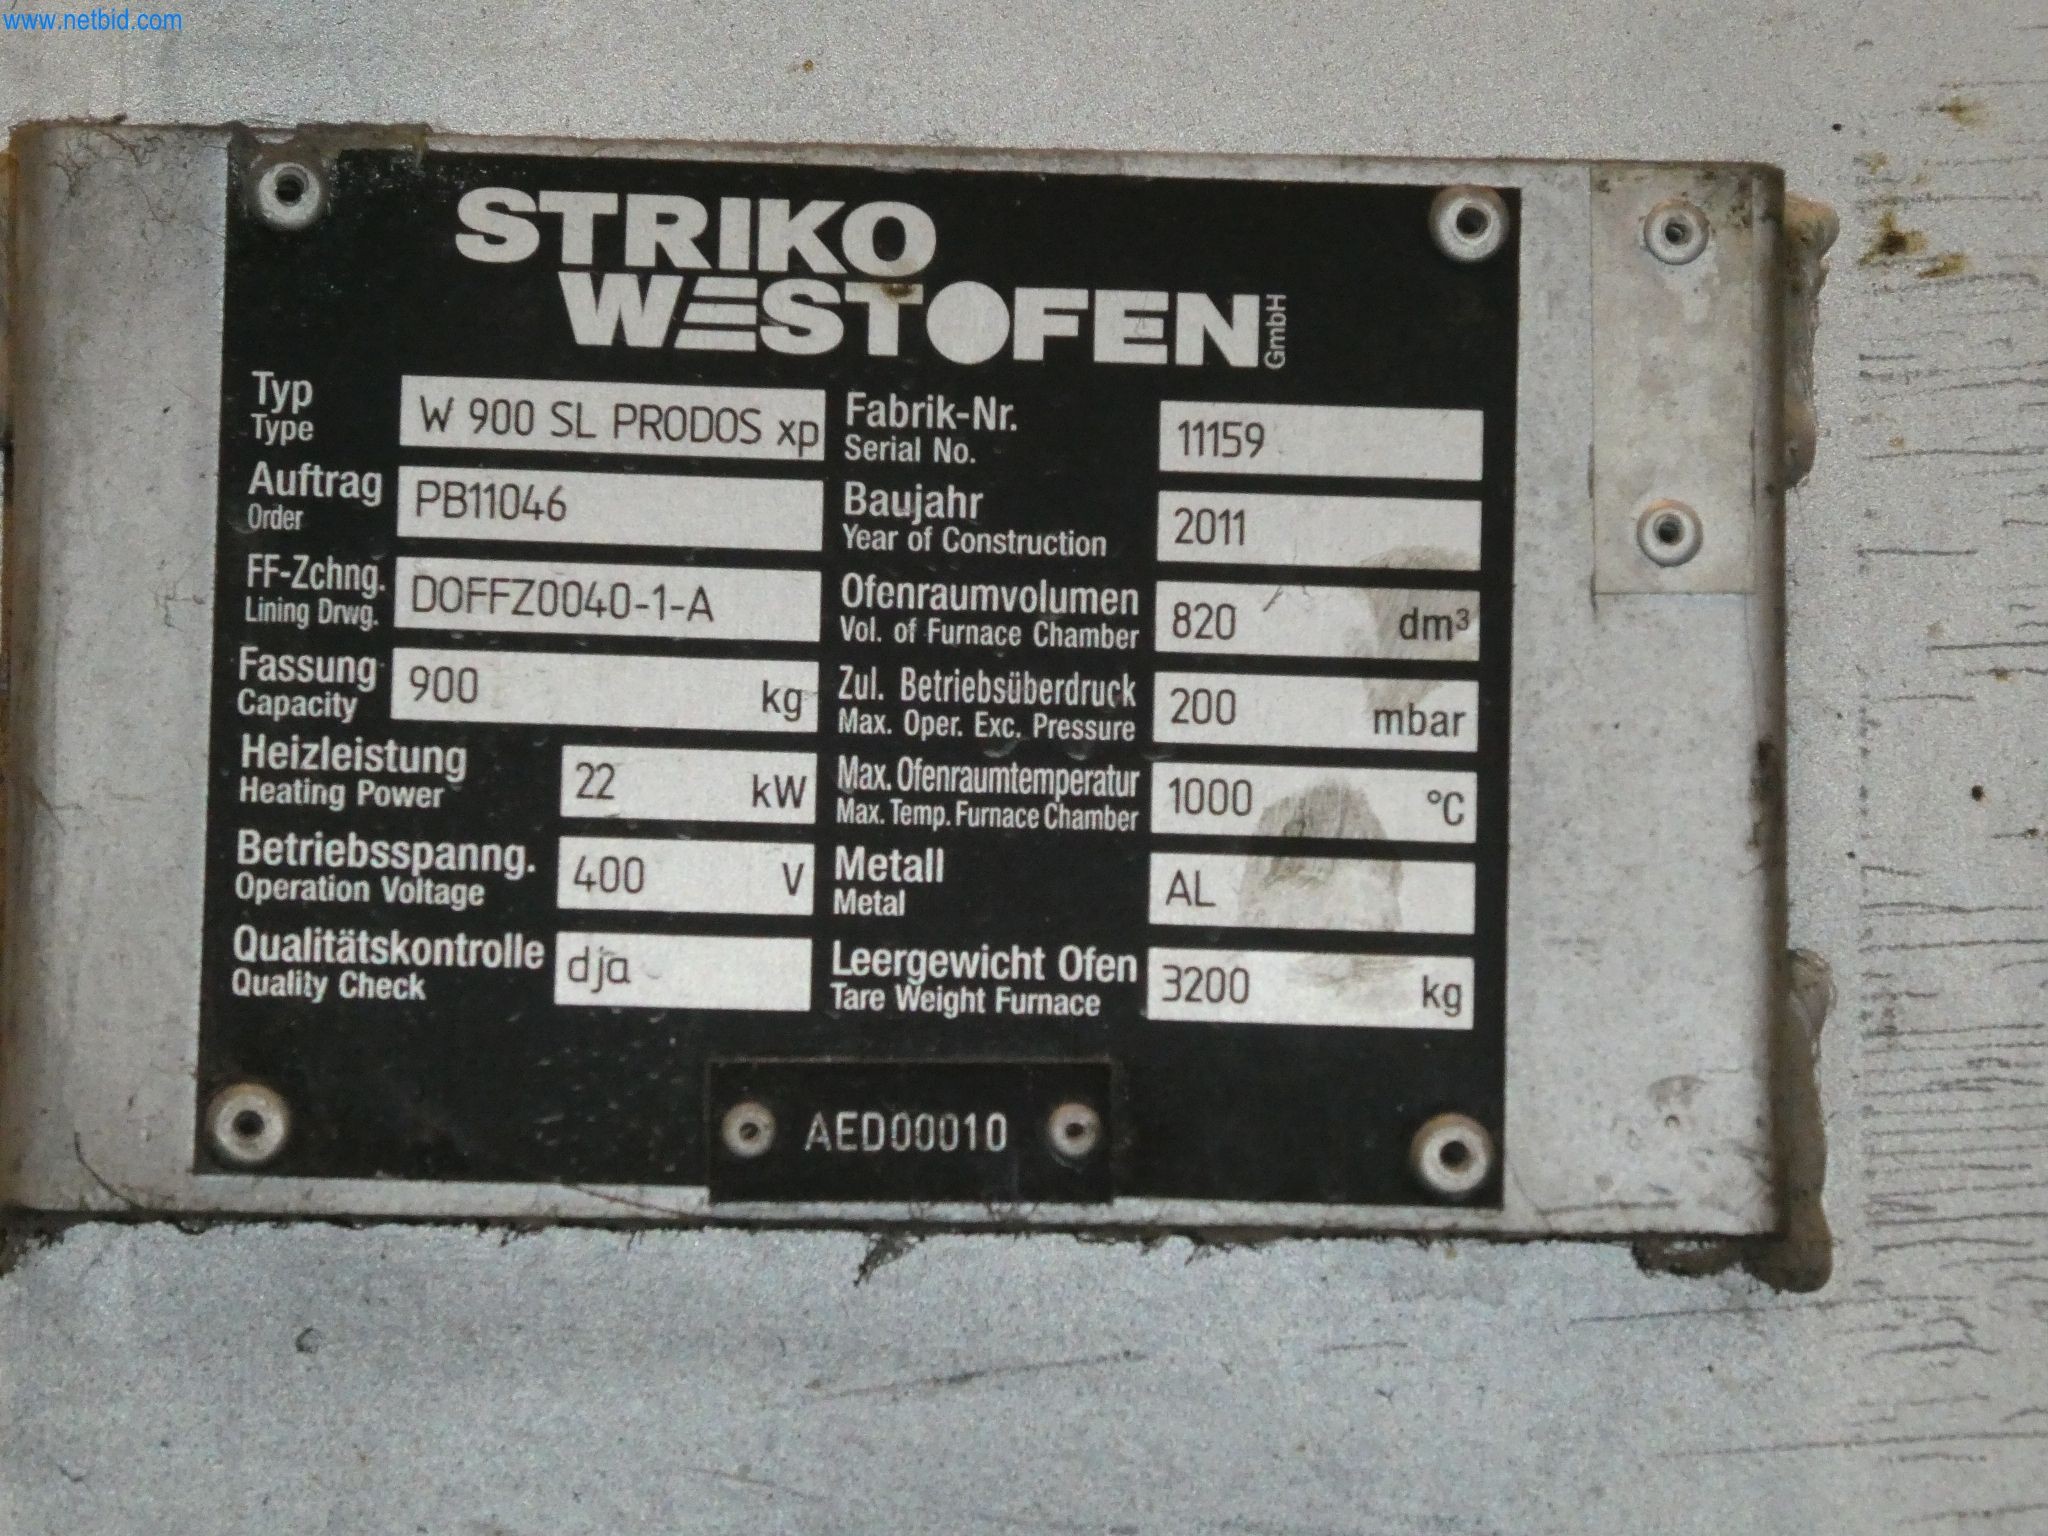 www.netbid.com
STRIKO
WESTOFEN GmbH
Typ
Type
W 900 SL PRODOS xp
Auftrag
Order
PB11046
FF-Zchng.
Lining Drwg.
DOFFZ0040-1-A
Fassung
Capacity
900 kg
Heizleistung
Heating Power
22 kW
Betriebsspanng.
Operation Voltage
400 V
Qualitätskontrolle
Quality Check
dja
Fabrik-Nr.
Serial No.
11159
Baujahr
Year of Construction
2011
Ofenraumvolumen
Vol. of Furnace Chamber
820 dm³
Zul. Betriebsüberdruck
Max. Oper. Exc. Pressure
200 mbar
Max. Ofenraumtemperatur
Max. Temp. Furnace Chamber
1000 °C
Metall
Metal
AL
Leergewicht Ofen
Tare Weight Furnace
3200 kg
AED00010